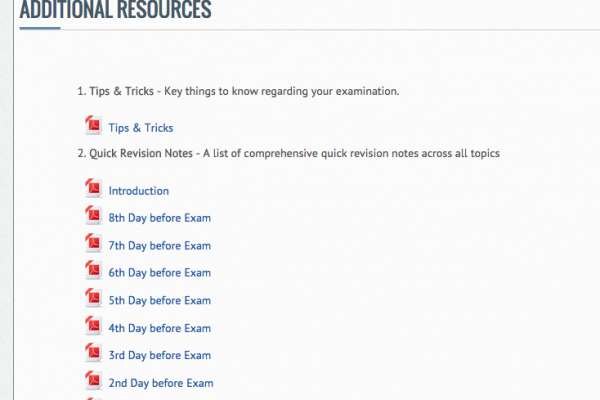 ADDITIONAL RESOURCES
1. Tips & Tricks - Key things to know regarding your examination.
Tips & Tricks
2. Quick Revision Notes - A list of comprehensive quick revision notes across all topics
Introduction
8th Day before Exam
7th Day before Exam
6th Day before Exam
5th Day before Exam
4th Day before Exam
3rd Day before Exam
2nd Day before Exam